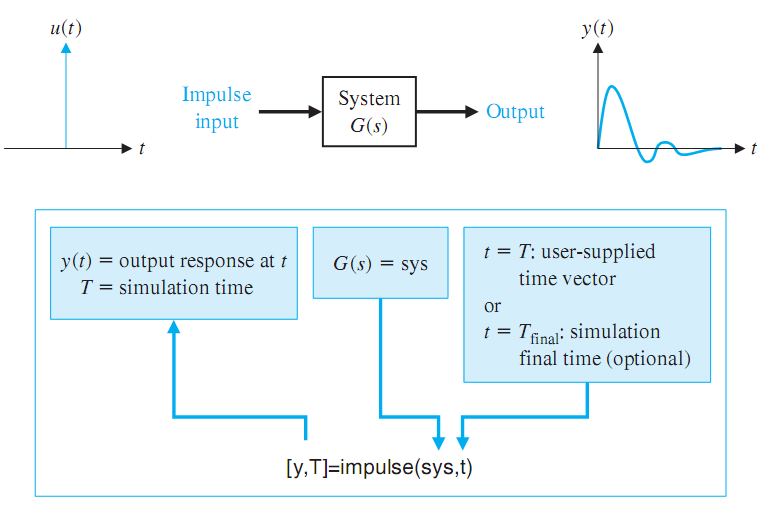 u(t)
y(t)
Impulse
input
System
G(s)
Output
t
t
y(t) = output response at t
T = simulation time
G(s) = sys
t = T: user-supplied
time vector
or
t = Tfinal: simulation
final time (optional)
[y,T]=impulse(sys,t)